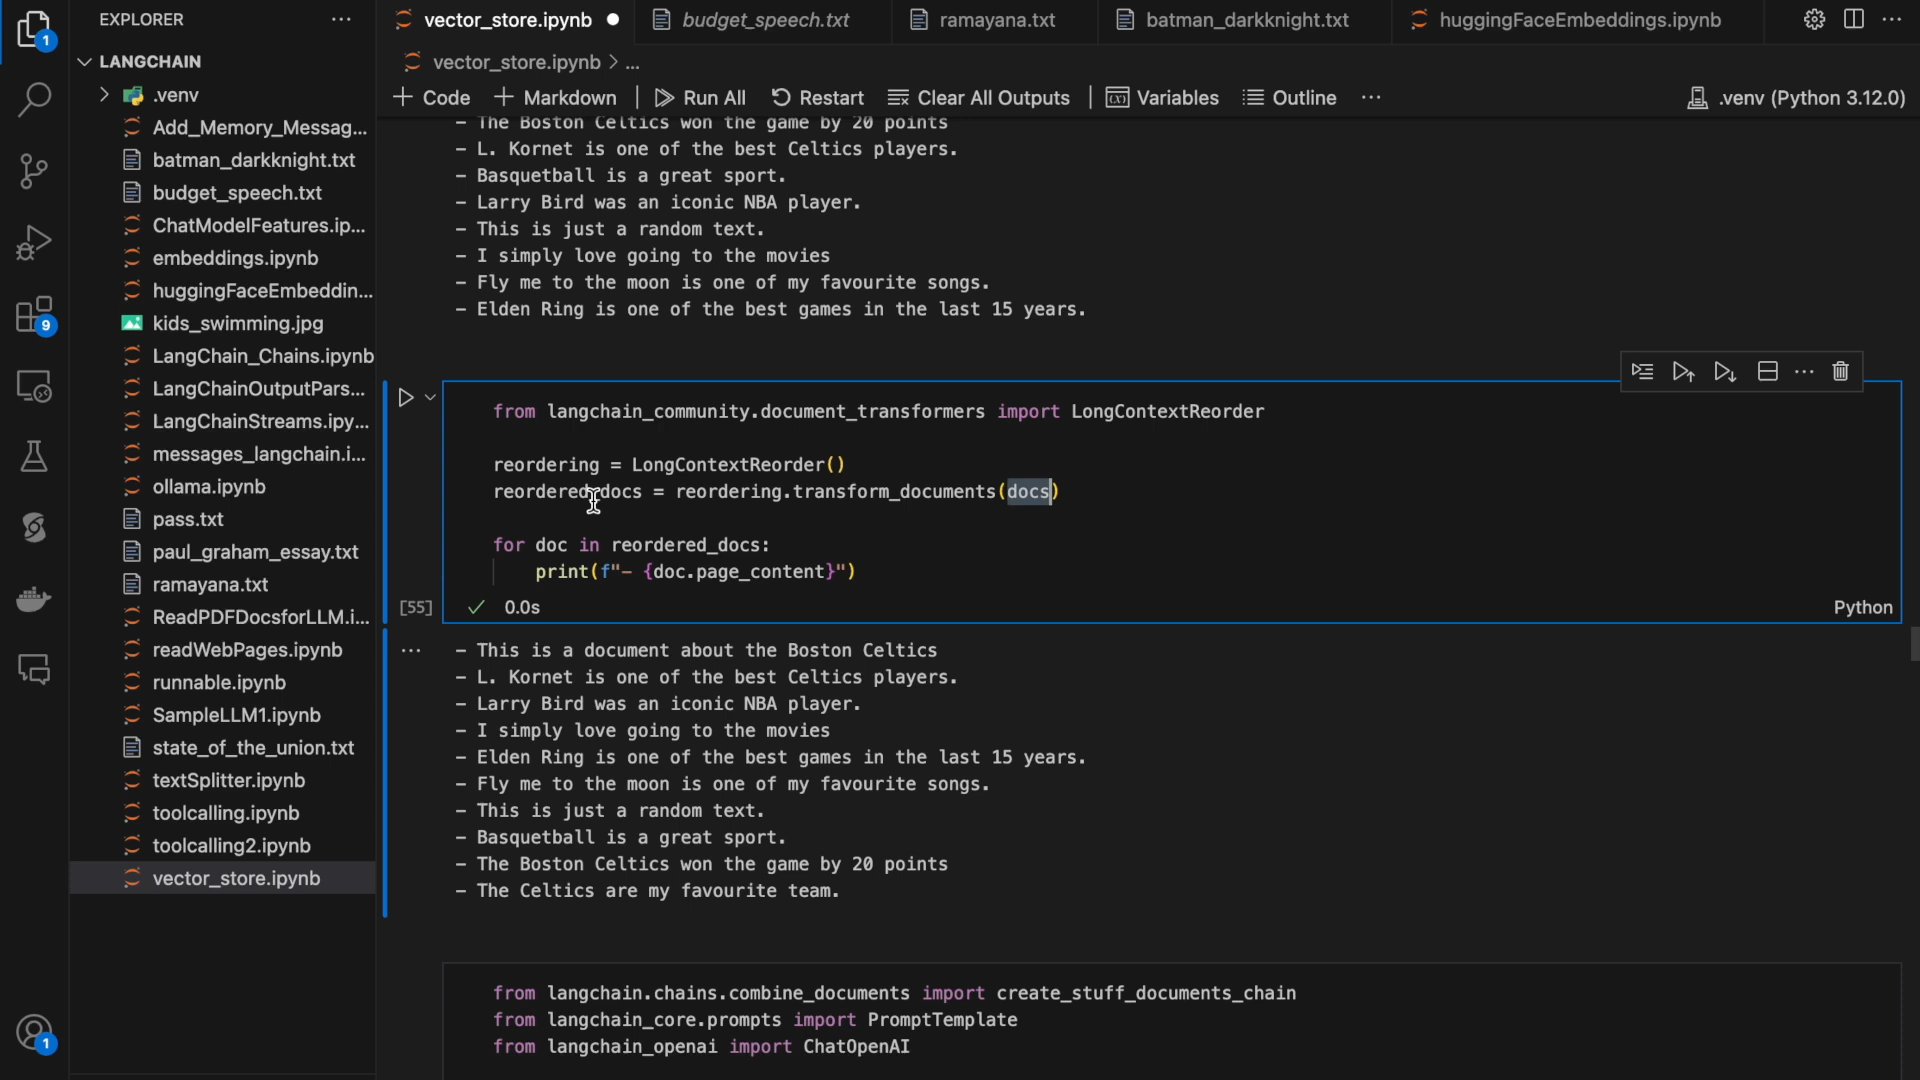 EXPLORER
LANGCHAIN
.venv
Add_Memory_Messag...
batman_darkknight.txt
budget_speech.txt
ChatModelFeatures.ip...
embeddings.ipynb
huggingFaceEmbeddin...
kids_swimming.jpg
LangChain_Chains.ipynb
LangChainOutputPars...
LangChainStreams.ipy...
messages_langchain.i...
ollama.ipynb
pass.txt
paul_graham_essay.txt
ramayana.txt
ReadPDFDocsforLLM.i...
readWebPages.ipynb
runnable.ipynb
SampleLLM1.ipynb
state_of_the_union.txt
textSplitter.ipynb
toolcalling.ipynb
toolcalling2.ipynb
vector_store.ipynb
1
9
1
vector_store.ipynb budget_speech.txt ramayana.txt batman_darkknight.txt huggingFaceEmbeddings.ipynb
vector_store.ipynb > ...
+ Code + Markdown Run All Restart Clear All Outputs Variables Outline ... .venv (Python 3.12.0)
- The Boston Celtics won the game by 20 points
- L. Kornet is one of the best Celtics players.
- Basquetball is a great sport.
- Larry Bird was an iconic NBA player.
- This is just a random text.
- I simply love going to the movies
- Fly me to the moon is one of my favourite songs.
- Elden Ring is one of the best games in the last 15 years.
from langchain_community.document_transformers import LongContextReorder
reordering = LongContextReorder()
reordered_docs = reordering.transform_documents(docs)
for doc in reordered_docs:
print(f"- {doc.page_content}")
[55] 0.0s Python
- This is a document about the Boston Celtics
- L. Kornet is one of the best Celtics players.
- Larry Bird was an iconic NBA player.
- I simply love going to the movies
- Elden Ring is one of the best games in the last 15 years.
- Fly me to the moon is one of my favourite songs.
- This is just a random text.
- Basquetball is a great sport.
- The Boston Celtics won the game by 20 points
- The Celtics are my favourite team.
from langchain.chains.combine_documents import create_stuff_documents_chain
from langchain_core.prompts import PromptTemplate
from langchain_openai import ChatOpenAI